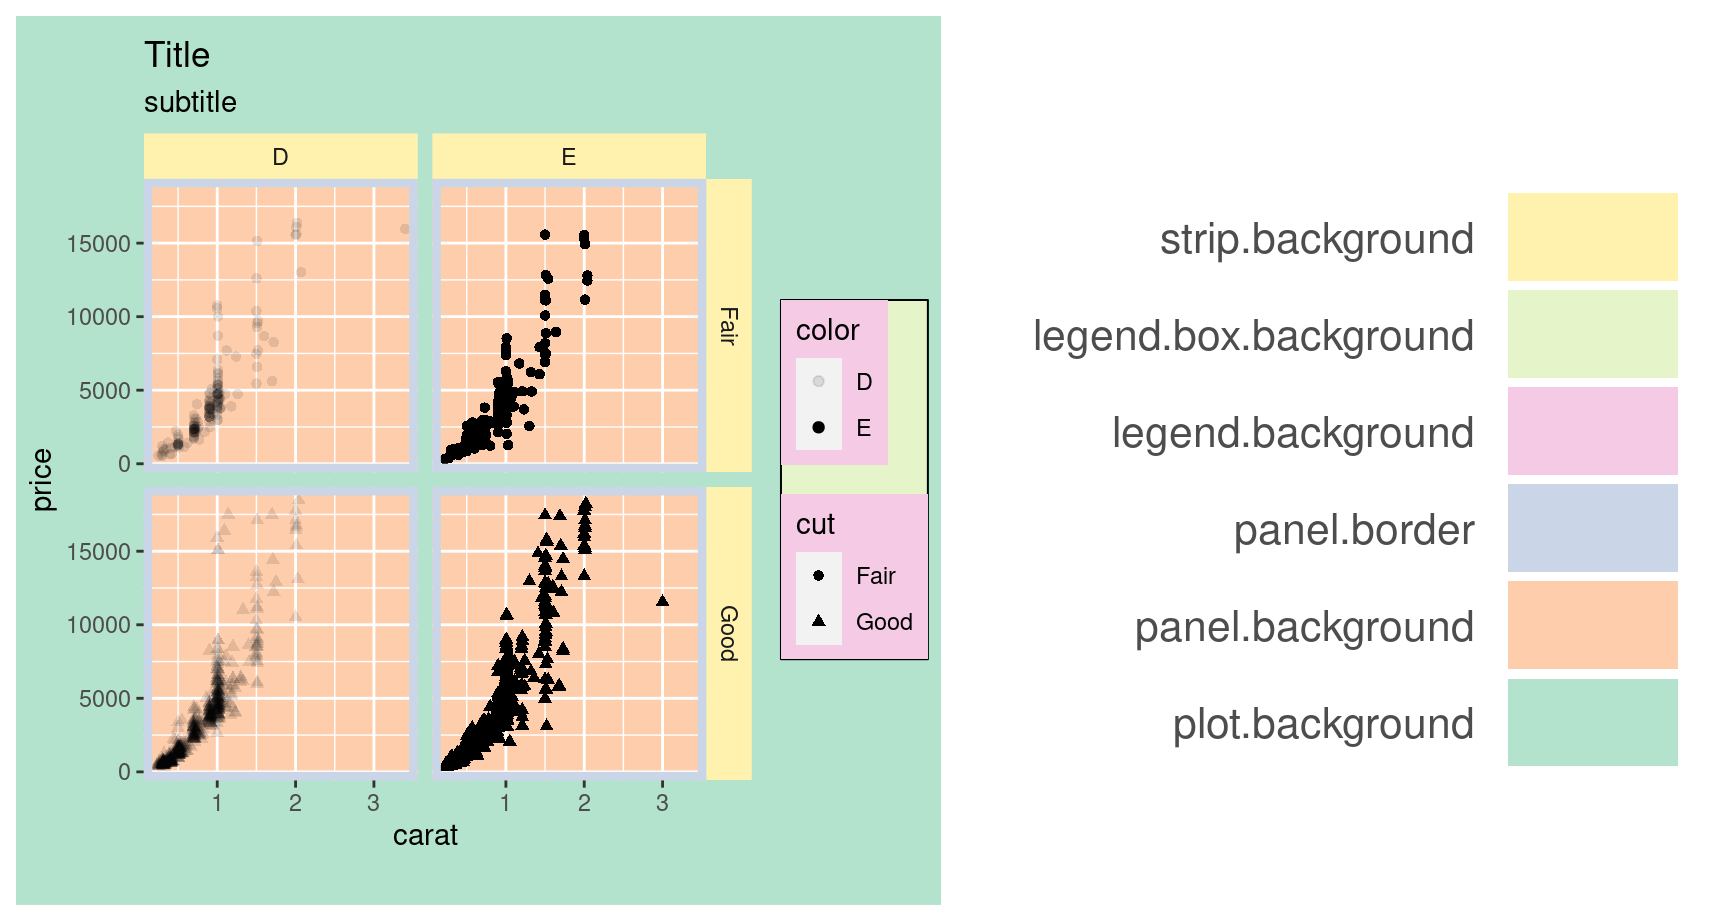 Title
subtitle
D
E
15000
10000
5000
0
Fair
15000
10000
5000
0
Good
price
1
2
3
1
2
3
carat
color
D
E
cut
Fair
Good
strip.background
legend.box.background
legend.background
panel.border
panel.background
plot.background